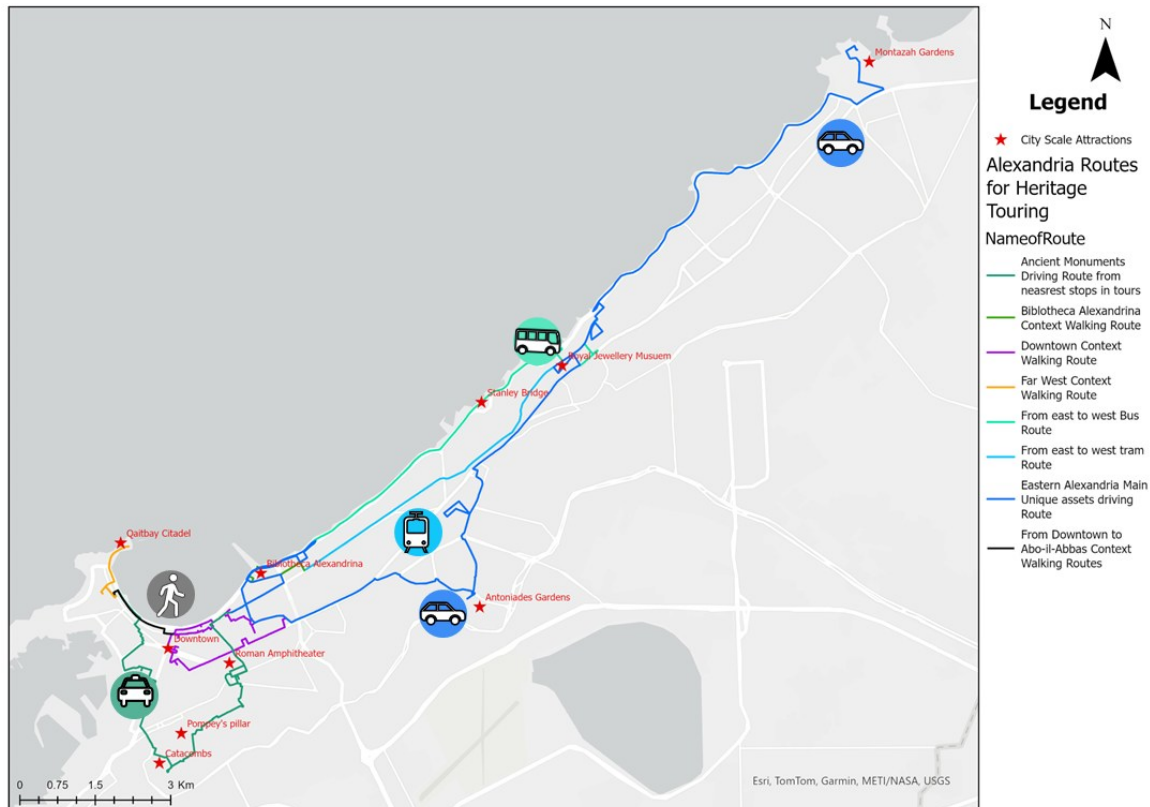 Montazah Gardens
Royal Jewellery Musuem
Stanley Bridge
Qaitbay Citadel
Bibliotheca Alexandrina
Antoniades Gardens
Downtown
Roman Amphitheater
Pompey's pillar
Catacombs
0 0.75 1.5 3 Km
Esri, TomTom, Garmin, METI/NASA, USGS
N
Legend
City Scale Attractions
Alexandria Routes
for Heritage
Touring
NameofRoute
Ancient Monuments
Driving Route from
neasrest stops in tours
Biblotheca Alexandrina
Context Walking Route
Downtown Context
Walking Route
Far West Context
Walking Route
From east to west Bus
Route
From east to west tram
Route
Eastern Alexandria Main
Unique assets driving
Route
From Downtown to
Abo-il-Abbas Context
Walking Routes